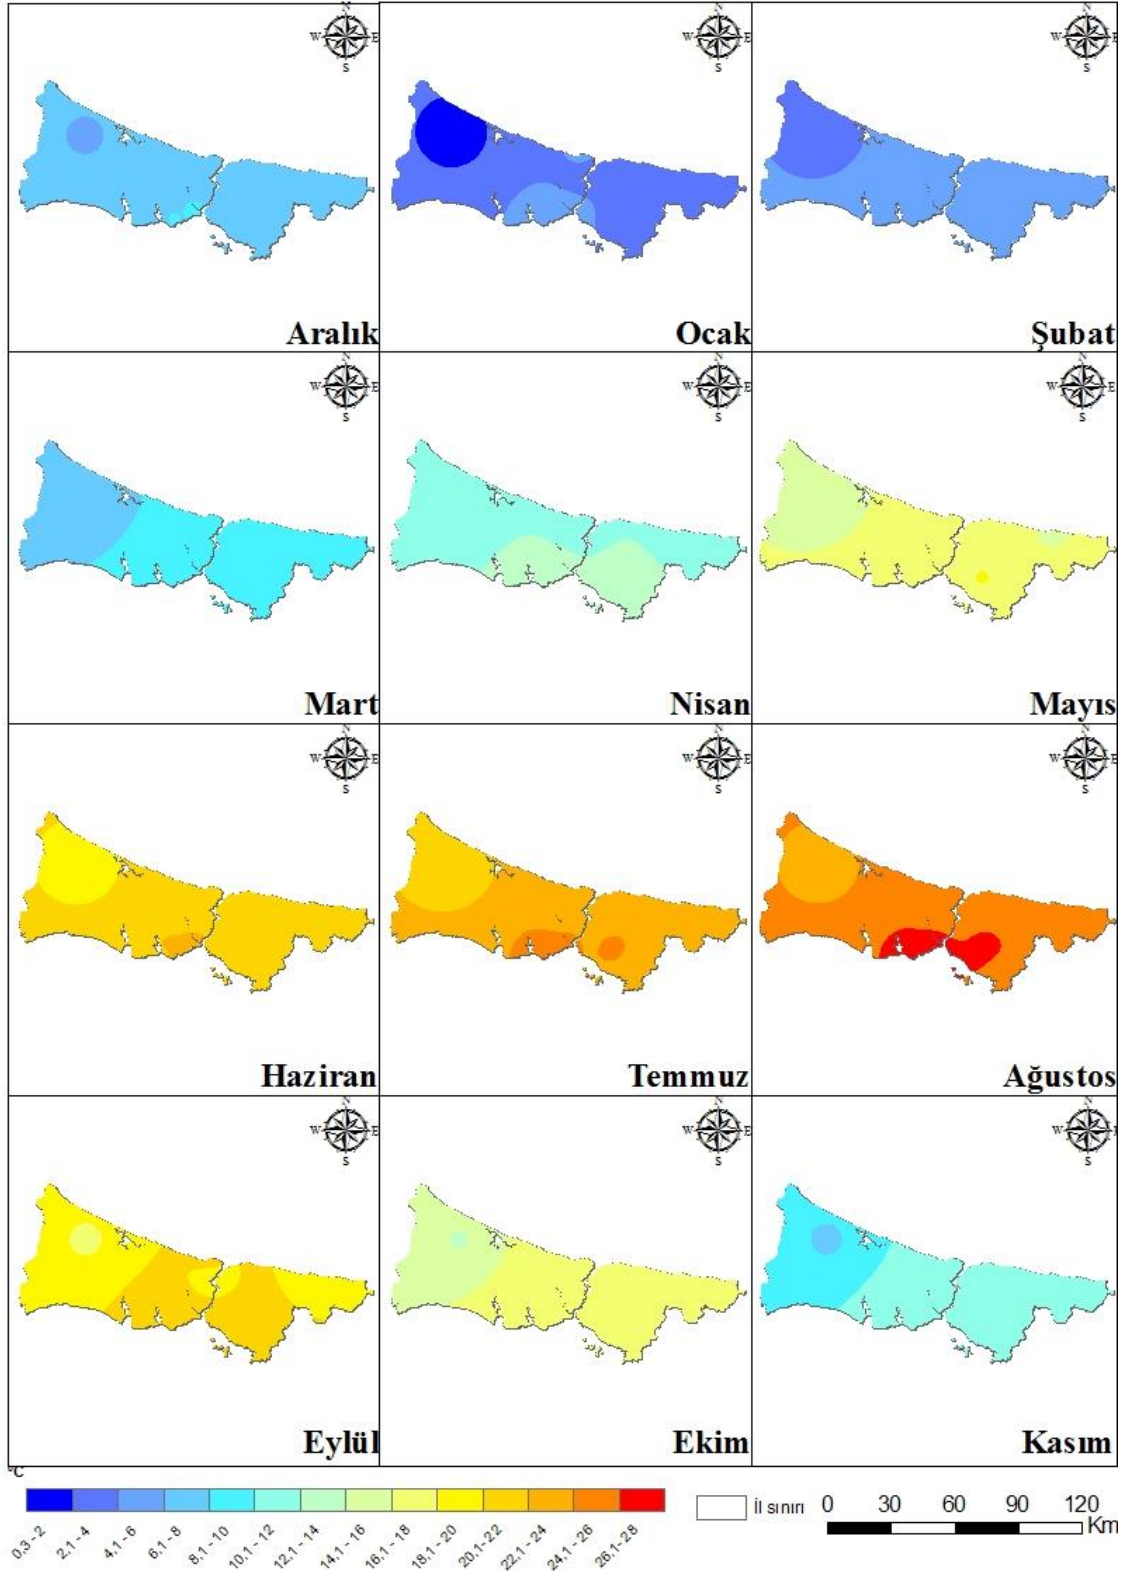 N N N
W E W E W E
S S S
Aralık Ocak Şubat
N N N
W E W E W E
S S S
Mart Nisan Mayıs
N N N
W E W E W E
S S S
Haziran Temmuz Ağustos
N N N
W E W E W E
S S S
Eylül Ekim Kasım
°C
İl sınırı 0 30 60 90 120
Km
0,3 - 2 2,1 - 4 4,1 - 6 6,1 - 8 8,1 - 10 10,1 - 12 12,1 - 14 14,1 - 16 16,1 - 18 18,1 - 20 20,1 - 22 22,1 - 24 24,1 - 26 26,1 - 28